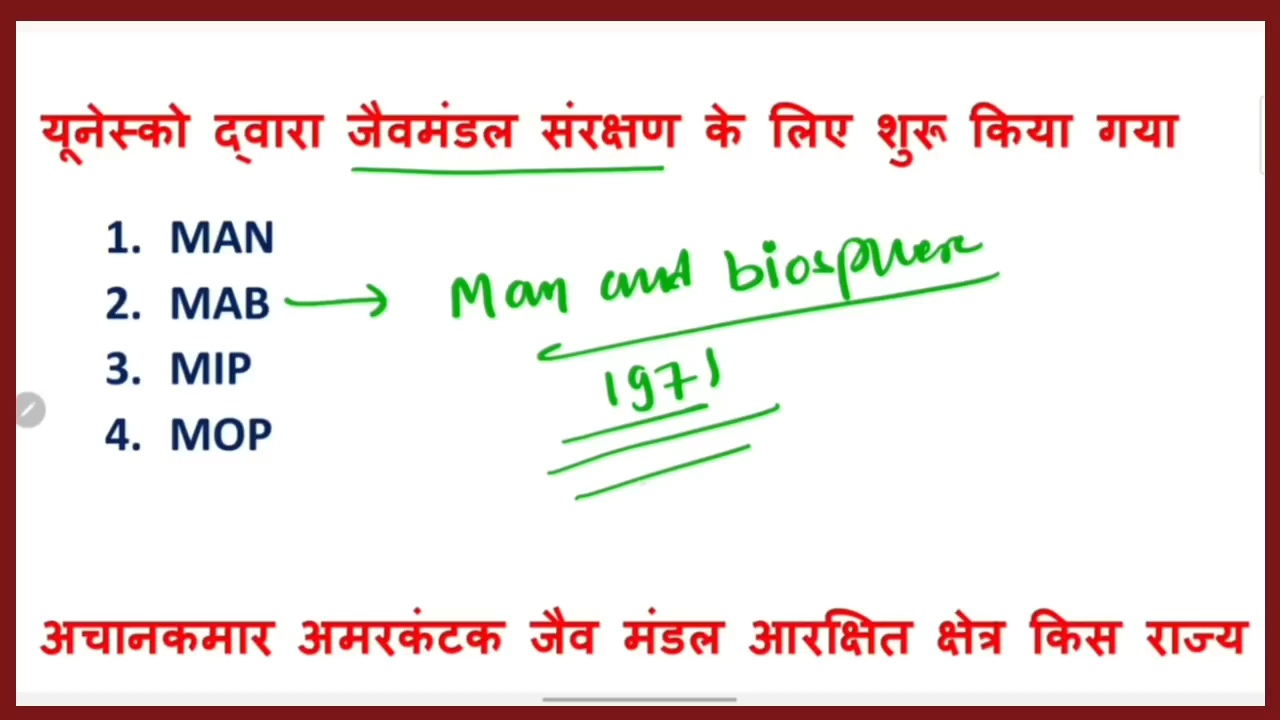 यूनेस्को द्वारा जैवमंडल संरक्षण के लिए शुरू किया गया
1. MAN
2. MAB → Man and biosphere
1971
3. MIP
4. MOP
अचानकमार अमरकंटक जैव मंडल आरक्षित क्षेत्र किस राज्य